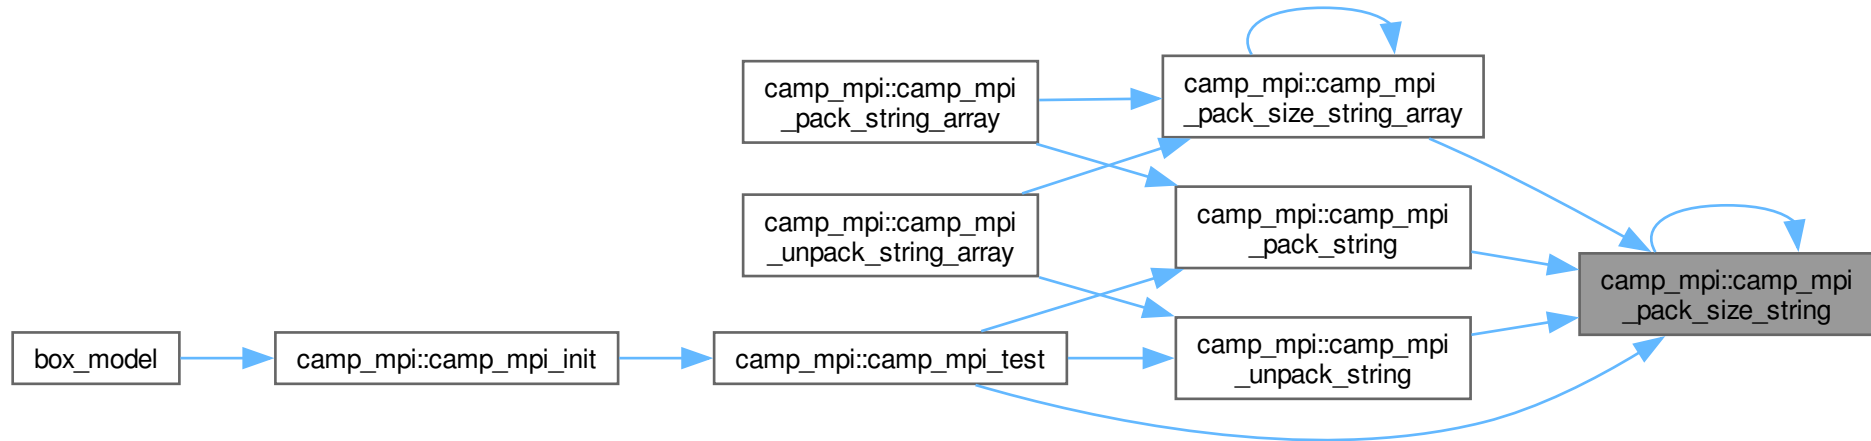 camp_mpi::camp_mpi
_pack_string_array
camp_mpi::camp_mpi
_pack_size_string_array
camp_mpi::camp_mpi
_unpack_string_array
camp_mpi::camp_mpi
_pack_string
camp_mpi::camp_mpi
_pack_size_string
box_model
camp_mpi::camp_mpi_init
camp_mpi::camp_mpi_test
camp_mpi::camp_mpi
_unpack_string